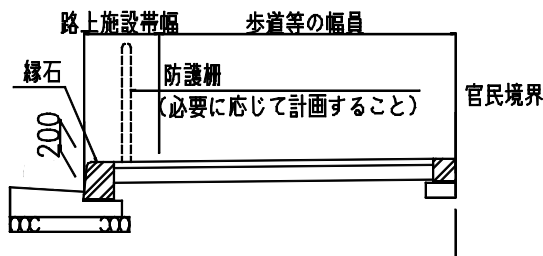 路上施設帯幅
歩道等の幅員
縁石
防護柵
(必要に応じて計画すること)
官民境界
200